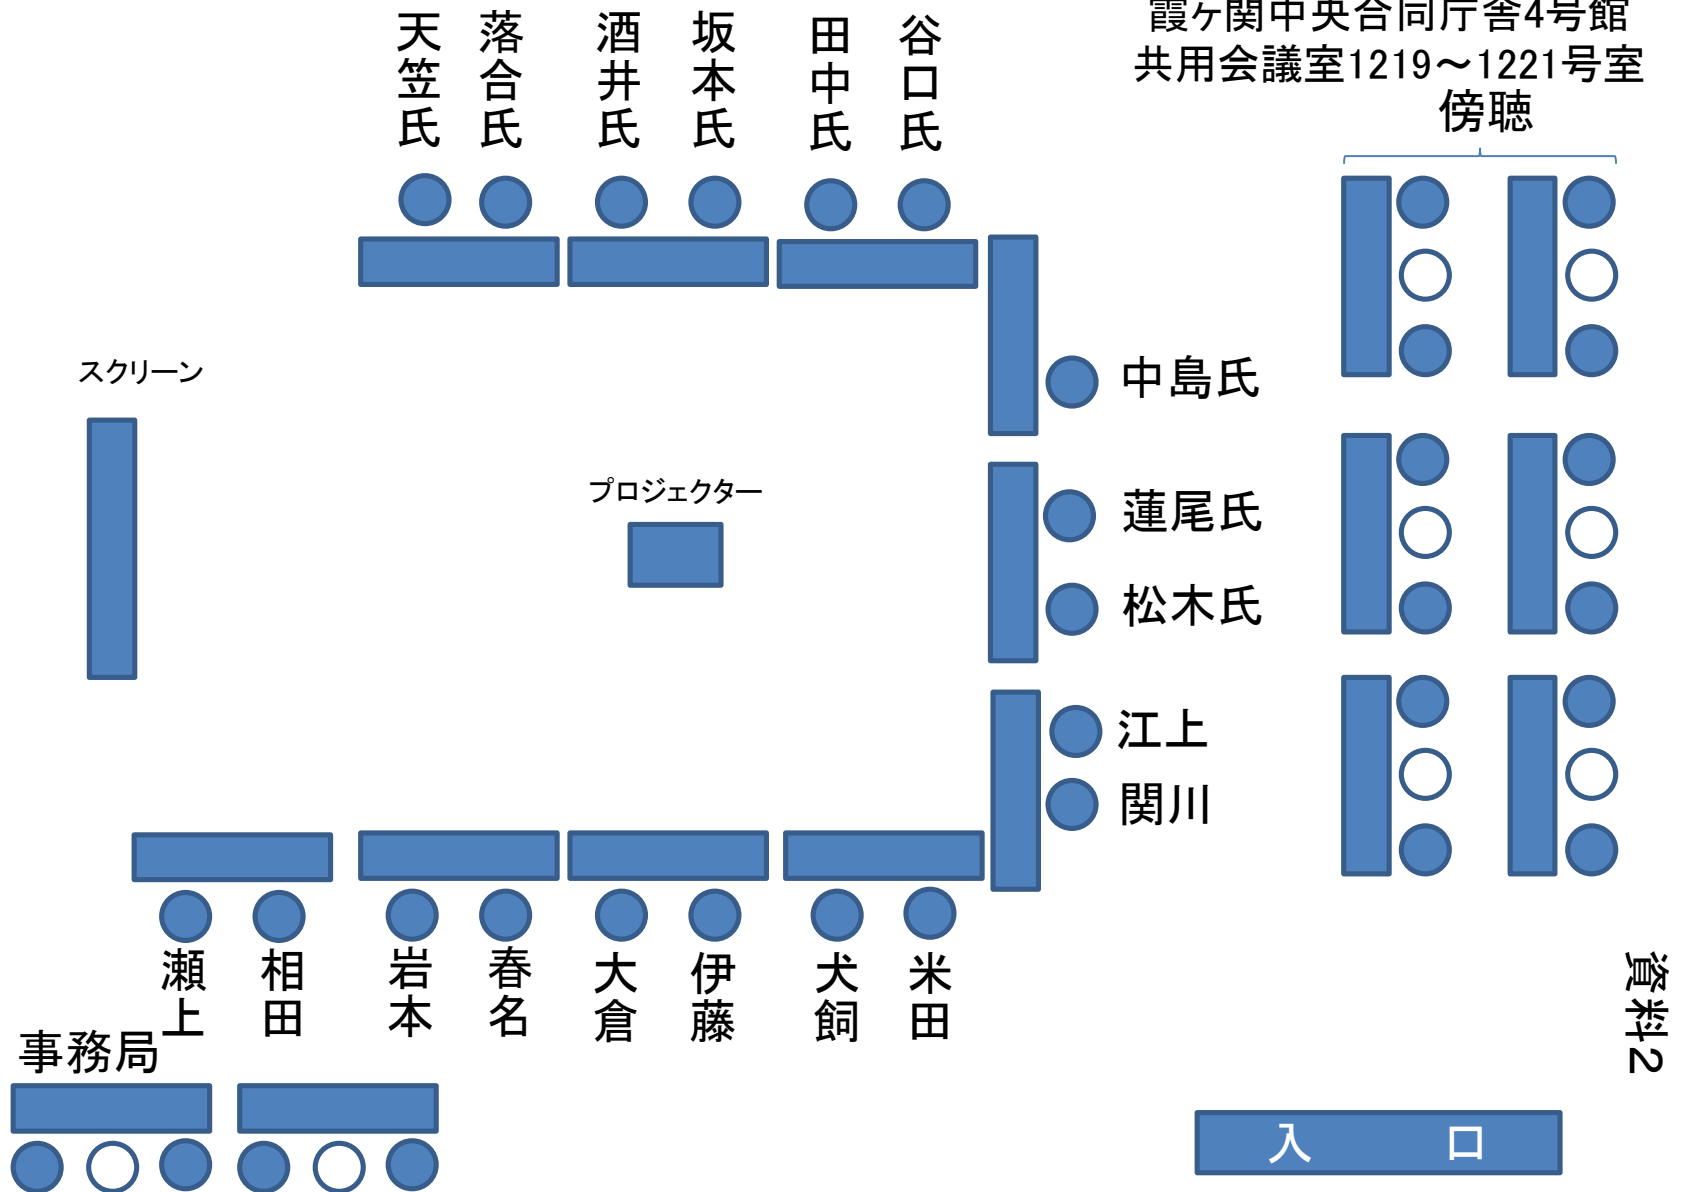 霞ヶ関中央合同庁舎4号館
共用会議室1219～1221号室
傍聴
天笠氏
落合氏
酒井氏
坂本氏
田中氏
谷口氏
スクリーン
中島氏
プロジェクター
蓮尾氏
松木氏
江上
関川
瀬上
相田
岩本
春名
大倉
伊藤
犬飼
米田
資料2
事務局
入　口